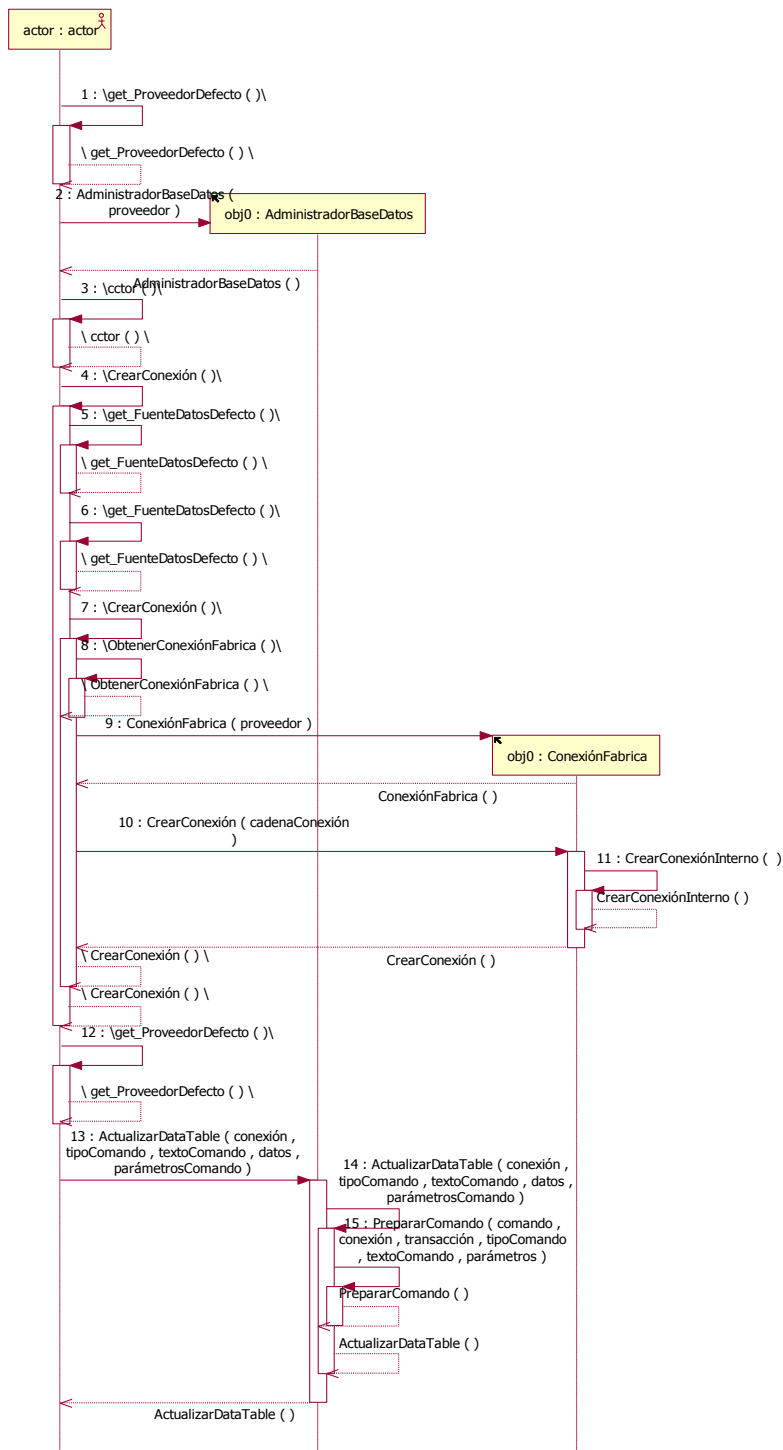 actor : actor
1 : \get_ProveedorDefecto ( )\
\ get_ProveedorDefecto ( ) \
2 : AdministradorBaseDatos (
proveedor )
obj0 : AdministradorBaseDatos
AdministradorBaseDatos ( )
3 : \cctor ( )\
\ cctor ( ) \
4 : \CrearConexión ( )\
5 : \get_FuenteDatosDefecto ( )\
\ get_FuenteDatosDefecto ( ) \
6 : \get_FuenteDatosDefecto ( )\
\ get_FuenteDatosDefecto ( ) \
7 : \CrearConexión ( )\
8 : \ObtenerConexiónFabrica ( )\
\ ObtenerConexiónFabrica ( ) \
9 : ConexiónFabrica ( proveedor )
obj0 : ConexiónFabrica
ConexiónFabrica ( )
10 : CrearConexión ( cadenaConexión
)
11 : CrearConexiónInterno (  )
CrearConexiónInterno ( )
\ CrearConexión ( ) \
CrearConexión ( )
\ CrearConexión ( ) \
12 : \get_ProveedorDefecto ( )\
\ get_ProveedorDefecto ( ) \
13 : ActualizarDataTable ( conexión ,
tipoComando , textoComando , datos ,
parámetrosComando )
14 : ActualizarDataTable ( conexión ,
tipoComando , textoComando , datos ,
parámetrosComando )
15 : PrepararComando ( comando ,
conexión , transacción , tipoComando
, textoComando , parámetros )
PrepararComando ( )
ActualizarDataTable ( )
ActualizarDataTable ( )